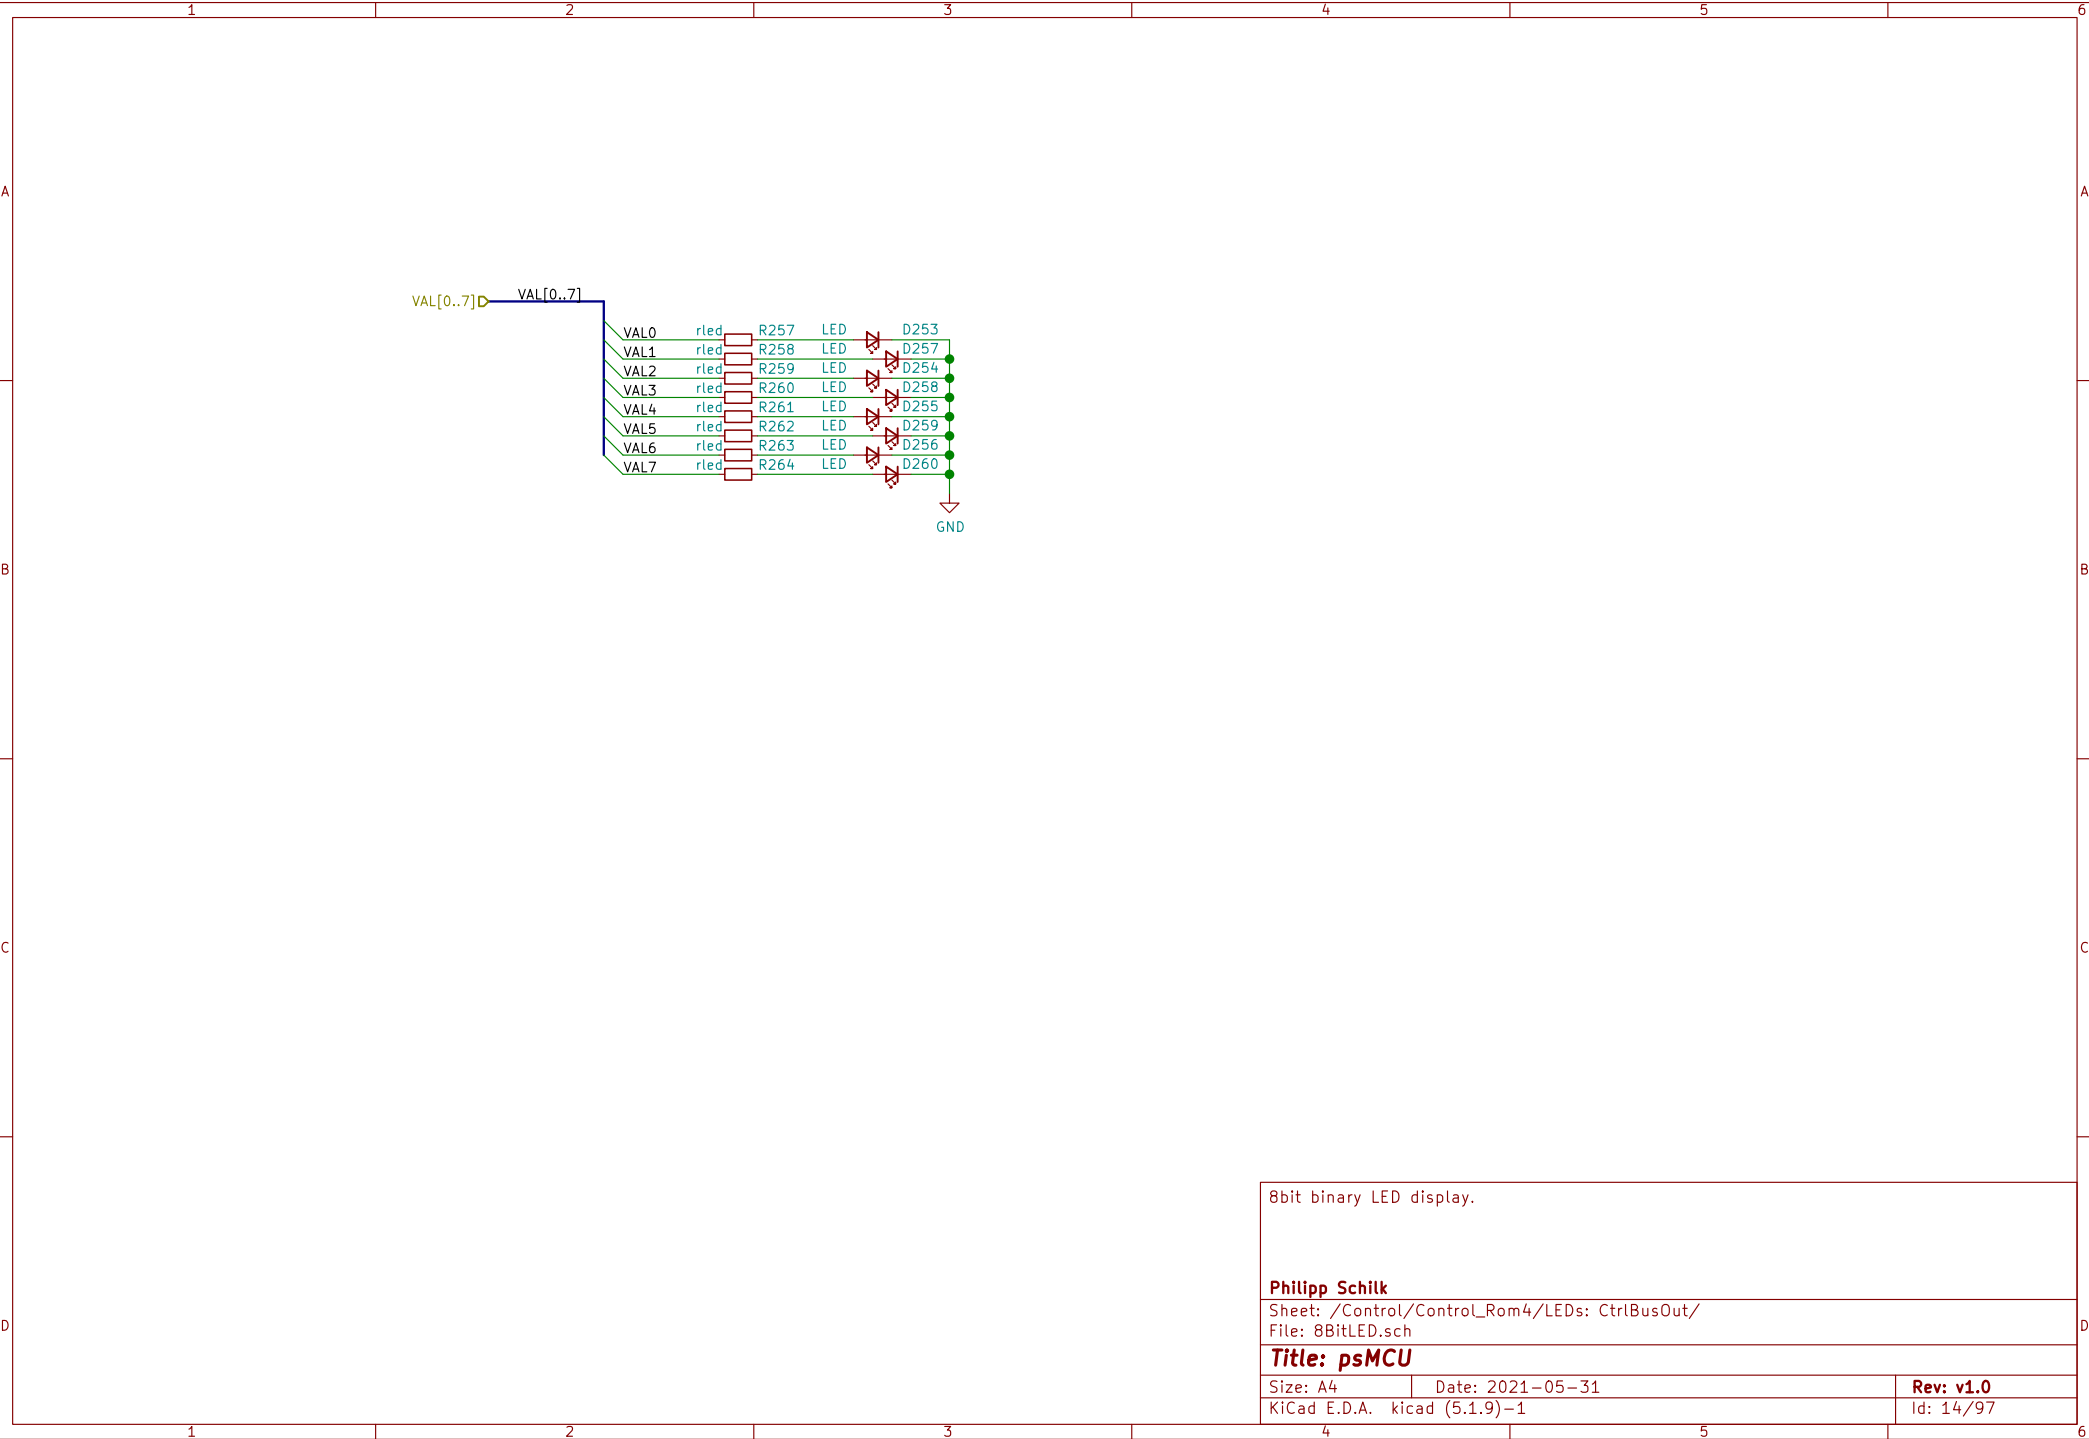 1 2 3 4 5 6
A A
VAL[0..7] VAL[0..7]
VAL0 rled R257 LED D253
VAL1 rled R258 LED D257
VAL2 rled R259 LED D254
VAL3 rled R260 LED D258
VAL4 rled R261 LED D255
VAL5 rled R262 LED D259
VAL6 rled R263 LED D256
VAL7 rled R264 LED D260
GND
B B
C C
8bit binary LED display.
Philipp Schilk
Sheet: /Control/Control_Rom4/LEDs: CtrlBusOut/
D D
File: 8BitLED.sch
Title: psMCU
Size: A4 Date: 2021-05-31 Rev: v1.0
KiCad E.D.A. kicad (5.1.9)-1 Id: 14/97
1 2 3 4 5 6